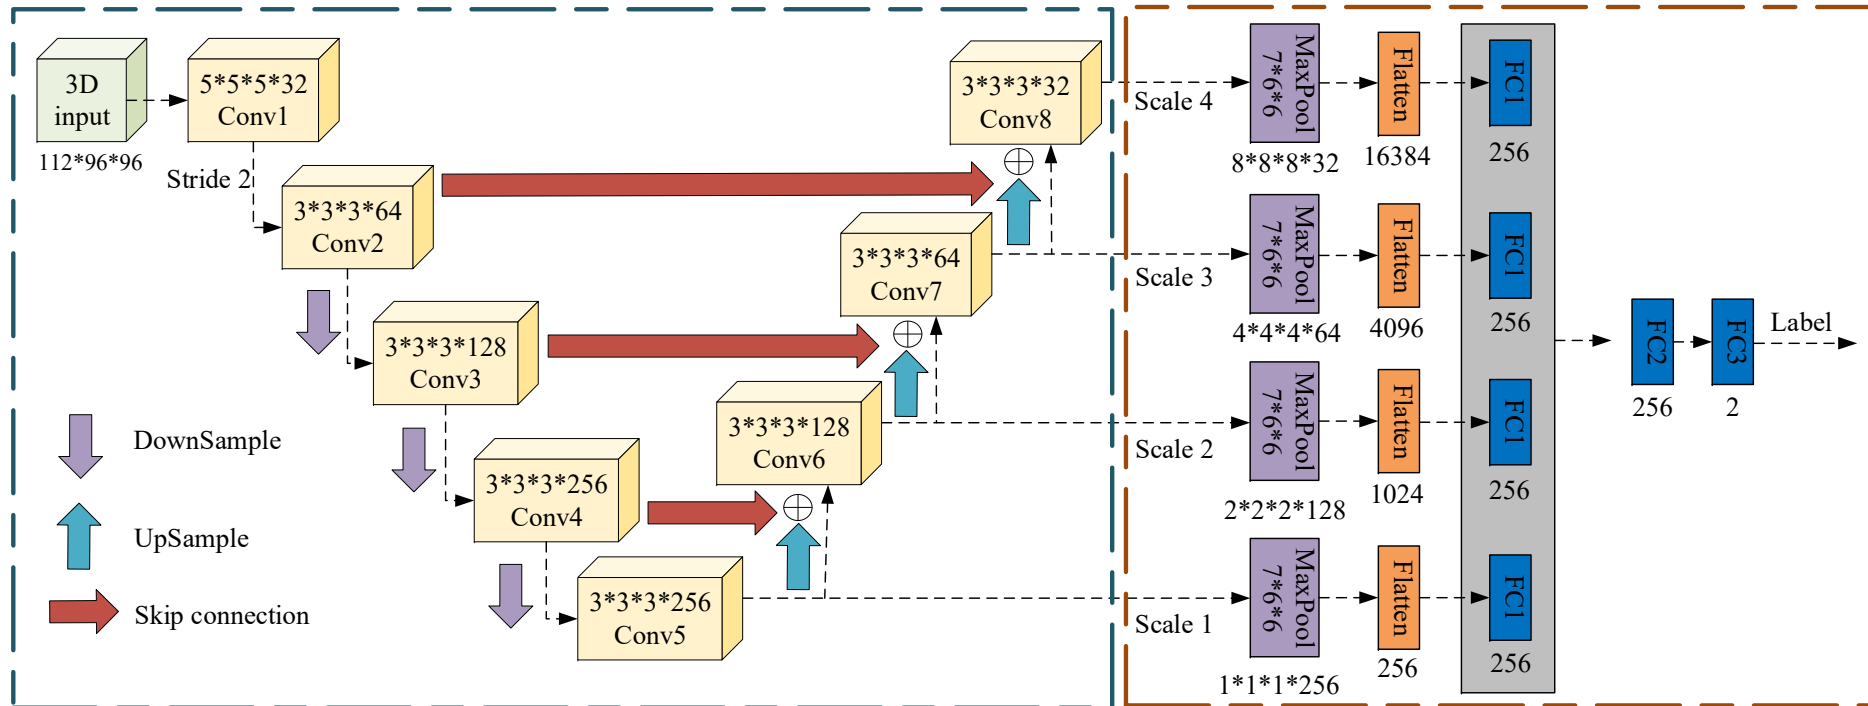 3D
input
112*96*96
5*5*5*32
Conv1
Stride 2
3*3*3*64
Conv2
3*3*3*128
Conv3
3*3*3*256
Conv4
3*3*3*256
Conv5
3*3*3*128
Conv6
3*3*3*64
Conv7
3*3*3*32
Conv8
DownSample
UpSample
Skip connection
Scale 4
MaxPool
7*6*6
8*8*8*32
Flatten
16384
FC1
256
Scale 3
MaxPool
7*6*6
4*4*4*64
Flatten
4096
FC1
256
Scale 2
MaxPool
7*6*6
2*2*2*128
Flatten
1024
FC1
256
Scale 1
MaxPool
7*6*6
1*1*1*256
Flatten
256
FC1
256
FC2
256
FC3
2
Label